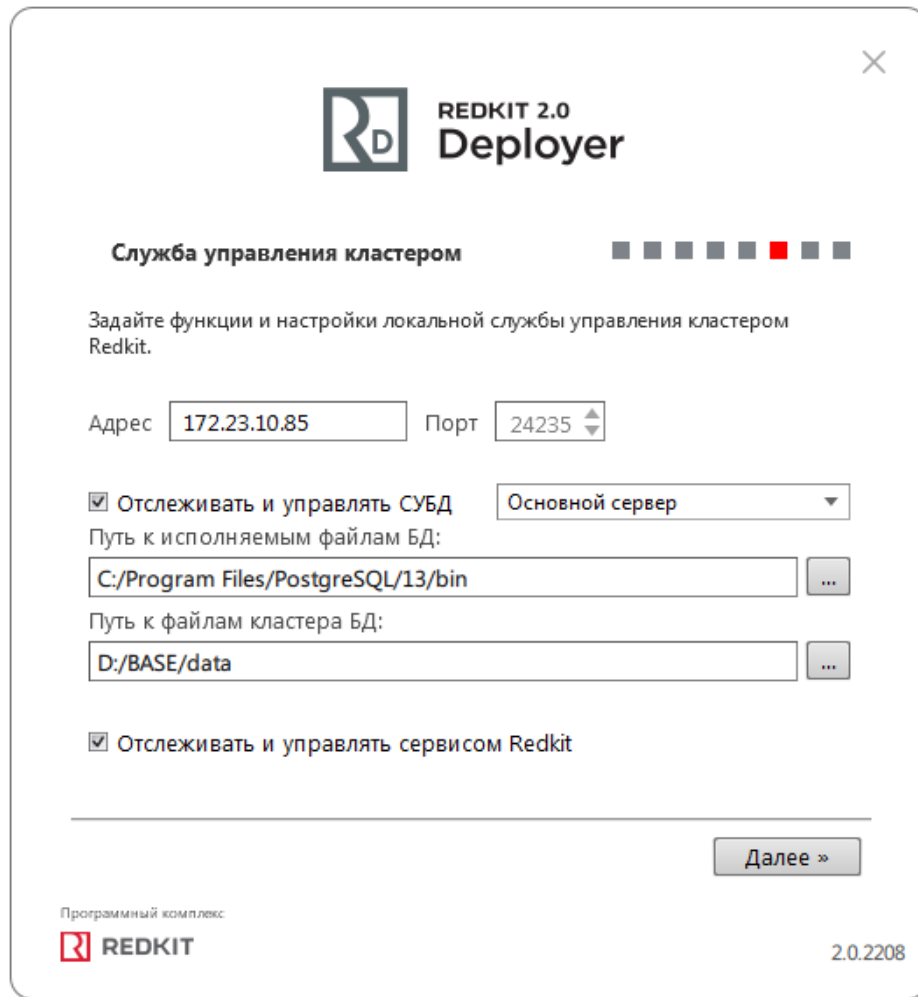 REDKIT 2.0
Deployer
Служба управления кластером
Задайте функции и настройки локальной службы управления кластером
Redkit.
Адрес 172.23.10.85 Порт 24235
Отслеживать и управлять СУБД Основной сервер
Путь к исполняемым файлам БД:
C:/Program Files/PostgreSQL/13/bin ...
Путь к файлам кластера БД:
D:/BASE/data ...
Отслеживать и управлять сервисом Redkit
Далее »
Программный комплекс
REDKIT
2.0.2208